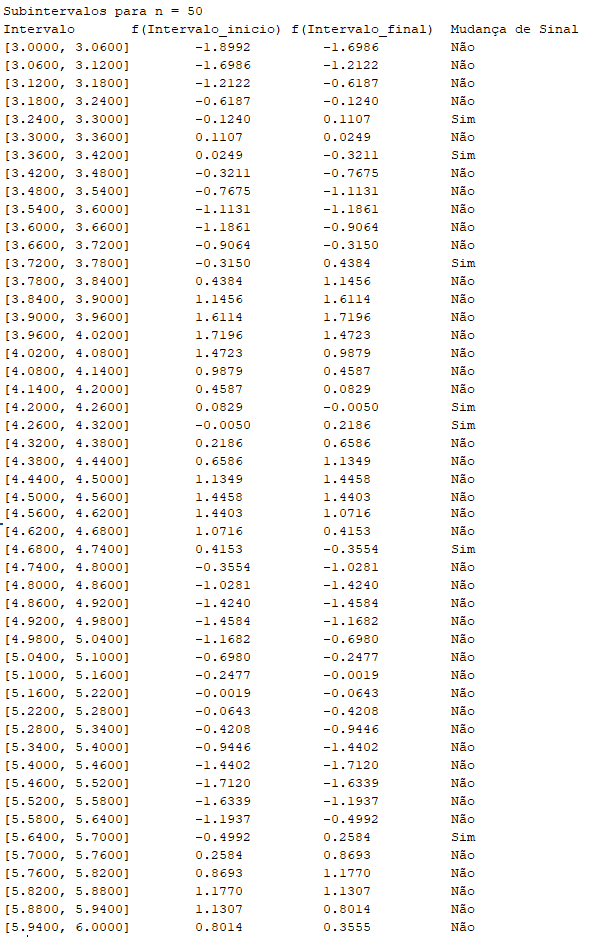 Subintervalos para n = 50
Intervalo f(Intervalo_inicio) f(Intervalo_final) Mudança de Sinal
[3.0000, 3.0600] -1.8992 -1.6986 Não
[3.0600, 3.1200] -1.6986 -1.2122 Não
[3.1200, 3.1800] -1.2122 -0.6187 Não
[3.1800, 3.2400] -0.6187 -0.1240 Não
[3.2400, 3.3000] -0.1240 0.1107 Sim
[3.3000, 3.3600] 0.1107 0.0249 Não
[3.3600, 3.4200] 0.0249 -0.3211 Sim
[3.4200, 3.4800] -0.3211 -0.7675 Não
[3.4800, 3.5400] -0.7675 -1.1131 Não
[3.5400, 3.6000] -1.1131 -1.1861 Não
[3.6000, 3.6600] -1.1861 -0.9064 Não
[3.6600, 3.7200] -0.9064 -0.3150 Não
[3.7200, 3.7800] -0.3150 0.4384 Sim
[3.7800, 3.8400] 0.4384 1.1456 Não
[3.8400, 3.9000] 1.1456 1.6114 Não
[3.9000, 3.9600] 1.6114 1.7196 Não
[3.9600, 4.0200] 1.7196 1.4723 Não
[4.0200, 4.0800] 1.4723 0.9879 Não
[4.0800, 4.1400] 0.9879 0.4587 Não
[4.1400, 4.2000] 0.4587 0.0829 Não
[4.2000, 4.2600] 0.0829 -0.0050 Sim
[4.2600, 4.3200] -0.0050 0.2186 Sim
[4.3200, 4.3800] 0.2186 0.6586 Não
[4.3800, 4.4400] 0.6586 1.1349 Não
[4.4400, 4.5000] 1.1349 1.4458 Não
[4.5000, 4.5600] 1.4458 1.4403 Não
[4.5600, 4.6200] 1.4403 1.0716 Não
[4.6200, 4.6800] 1.0716 0.4153 Não
[4.6800, 4.7400] 0.4153 -0.3554 Sim
[4.7400, 4.8000] -0.3554 -1.0281 Não
[4.8000, 4.8600] -1.0281 -1.4240 Não
[4.8600, 4.9200] -1.4240 -1.4584 Não
[4.9200, 4.9800] -1.4584 -1.1682 Não
[4.9800, 5.0400] -1.1682 -0.6980 Não
[5.0400, 5.1000] -0.6980 -0.2477 Não
[5.1000, 5.1600] -0.2477 -0.0019 Não
[5.1600, 5.2200] -0.0019 -0.0643 Não
[5.2200, 5.2800] -0.0643 -0.4208 Não
[5.2800, 5.3400] -0.4208 -0.9446 Não
[5.3400, 5.4000] -0.9446 -1.4402 Não
[5.4000, 5.4600] -1.4402 -1.7120 Não
[5.4600, 5.5200] -1.7120 -1.6339 Não
[5.5200, 5.5800] -1.6339 -1.1937 Não
[5.5800, 5.6400] -1.1937 -0.4992 Não
[5.6400, 5.7000] -0.4992 0.2584 Sim
[5.7000, 5.7600] 0.2584 0.8693 Não
[5.7600, 5.8200] 0.8693 1.1770 Não
[5.8200, 5.8800] 1.1770 1.1307 Não
[5.8800, 5.9400] 1.1307 0.8014 Não
[5.9400, 6.0000] 0.8014 0.3555 Não